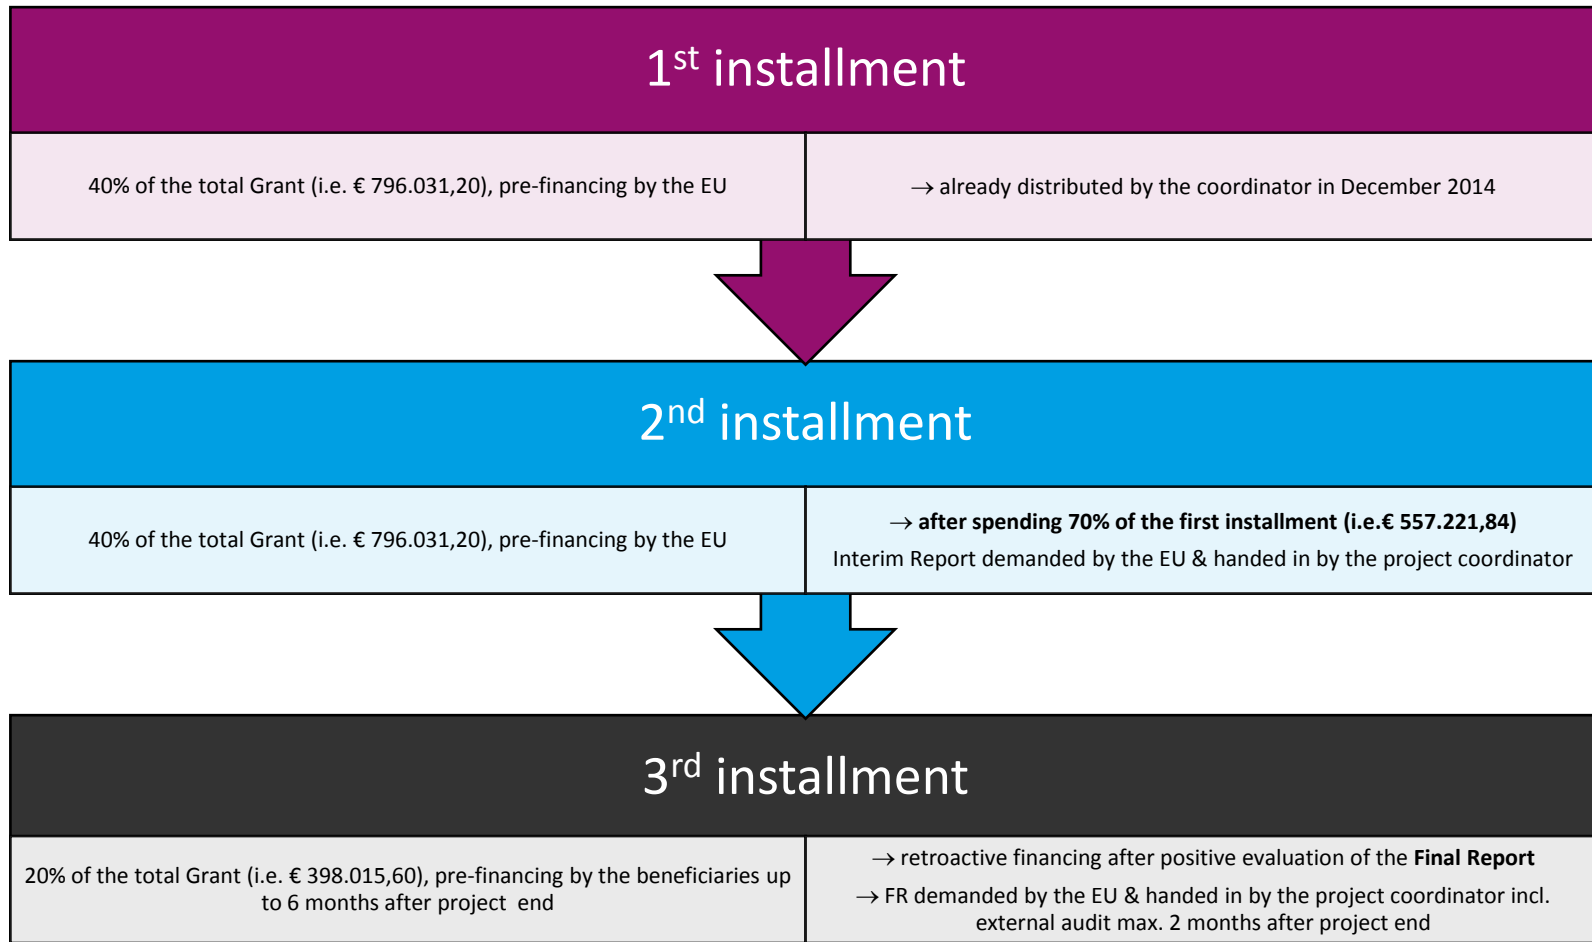 1st installment
40% of the total Grant (i.e. € 796.031,20), pre-financing by the EU
→ already distributed by the coordinator in December 2014
2nd installment
40% of the total Grant (i.e. € 796.031,20), pre-financing by the EU
→ after spending 70% of the first installment (i.e.€ 557.221,84)
Interim Report demanded by the EU & handed in by the project coordinator
3rd installment
20% of the total Grant (i.e. € 398.015,60), pre-financing by the beneficiaries up
to 6 months after project end
→ retroactive financing after positive evaluation of the Final Report
→ FR demanded by the EU & handed in by the project coordinator incl.
external audit max. 2 months after project end